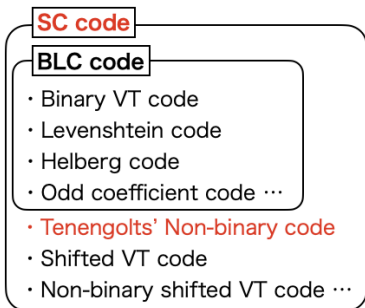 SC code
BLC code
・Binary VT code
・Levenshtein code
・Helberg code
・Odd coefficient code …
・Tenengolts’ Non-binary code
・Shifted VT code
・Non-binary shifted VT code …